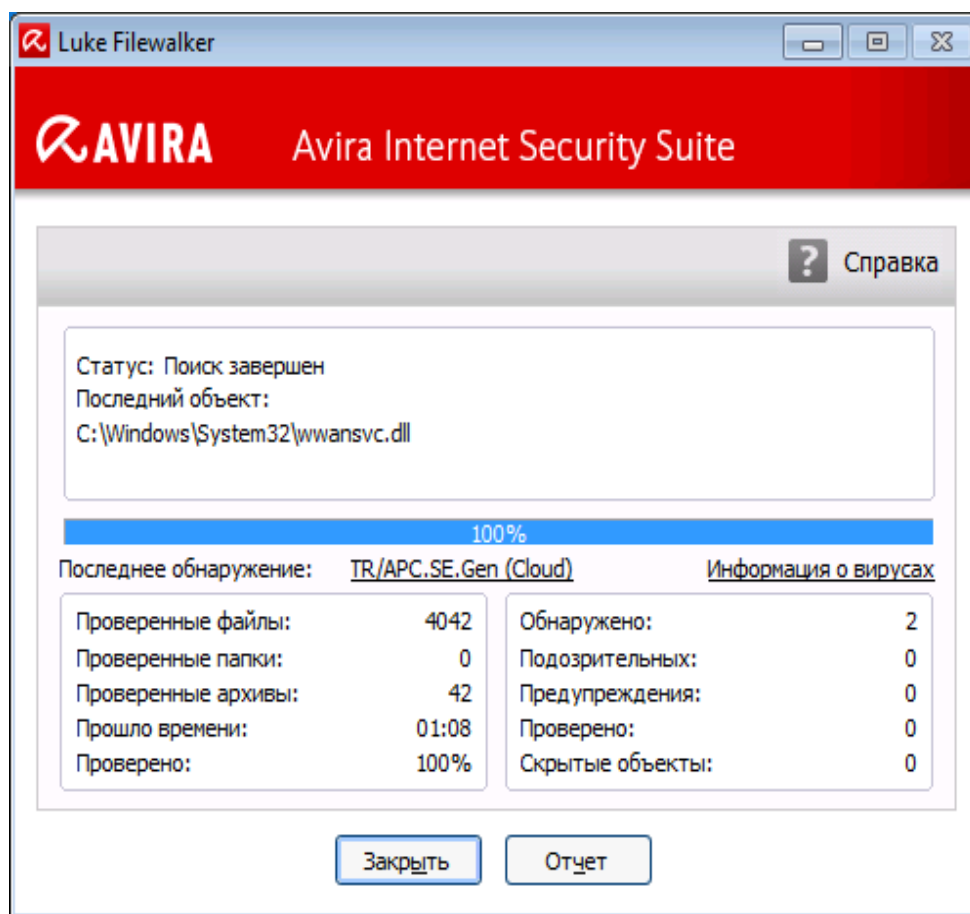 Luke Filewalker
AVIRA Avira Internet Security Suite
? Справка
Статус: Поиск завершен
Последний объект:
C:\Windows\System32\wwansvc.dll
100%
Последнее обнаружение: TR/APC.SE.Gen (Cloud) Информация о вирусах
Проверенные файлы: 4042
Проверенные папки: 0
Проверенные архивы: 42
Прошло времени: 01:08
Проверено: 100%
Обнаружено: 2
Подозрительных: 0
Предупреждения: 0
Проверено: 0
Скрытые объекты: 0
Закрыть Отчет